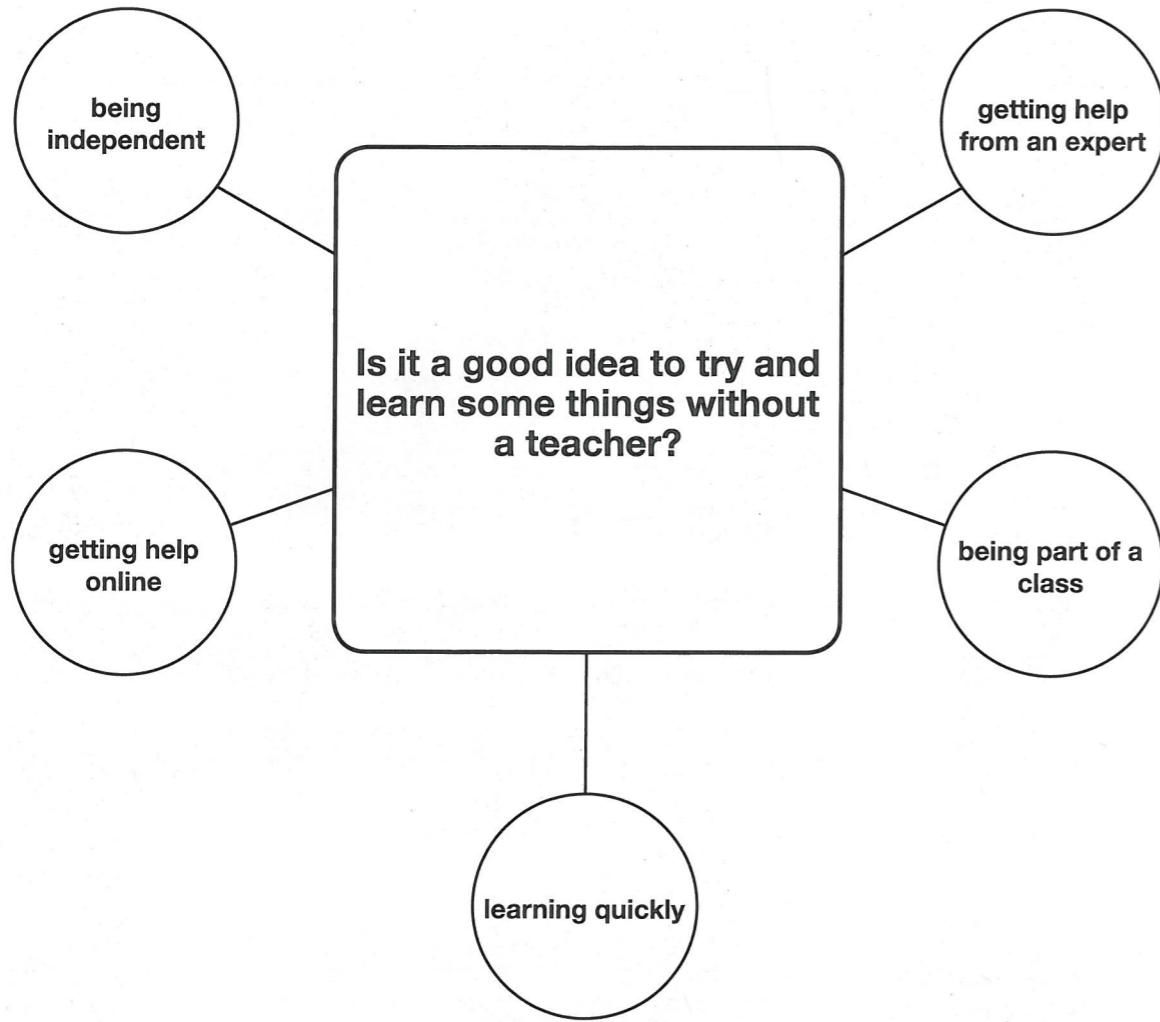 being
independent
getting help
from an expert
Is it a good idea to try and
learn some things without
a teacher?
getting help
online
being part of a
class
learning quickly